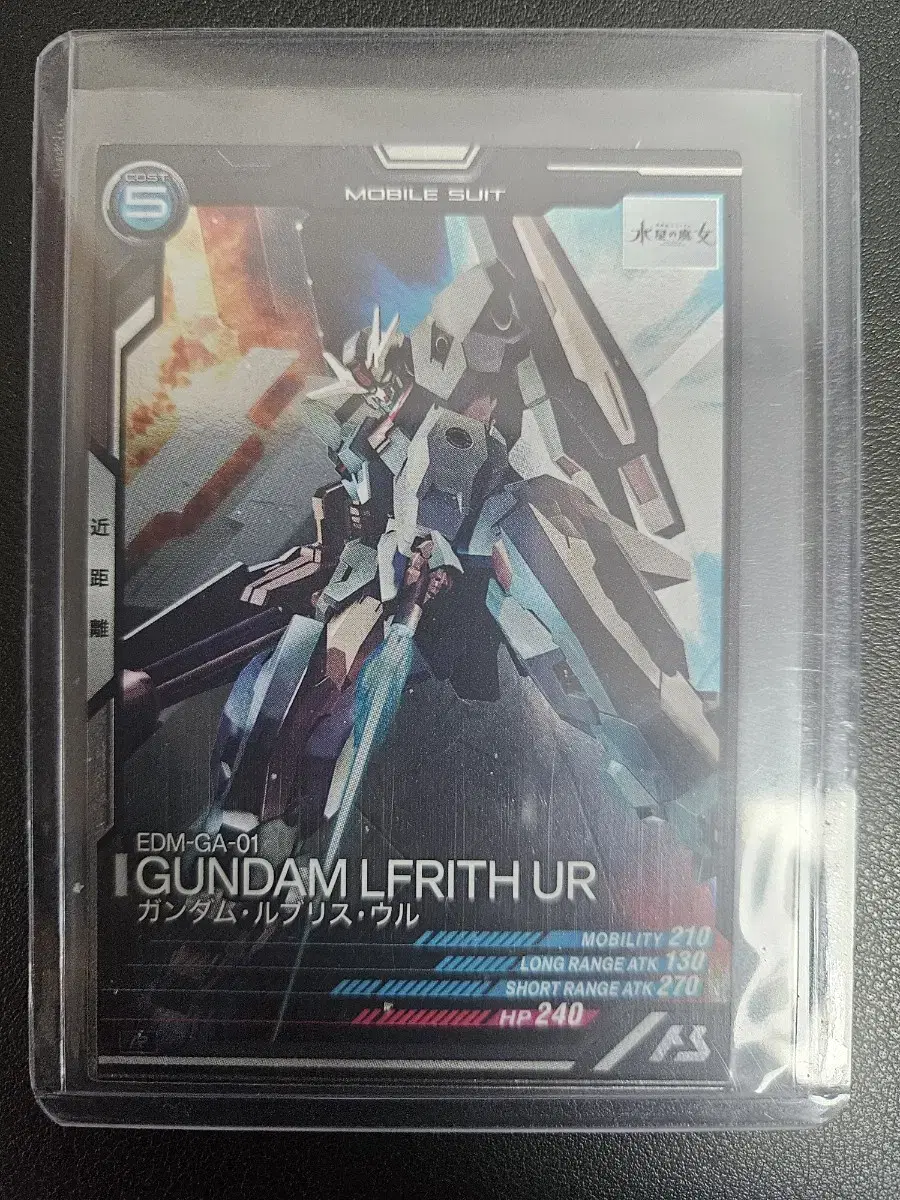 COST
5
MOBILE SUIT
水星の魔女
近距離
EDM-GA-01
GUNDAM LFRITH UR
ガンダム・ルブリス・ウル
MOBILITY 210
LONG RANGE ATK 130
SHORT RANGE ATK 270
HP 240